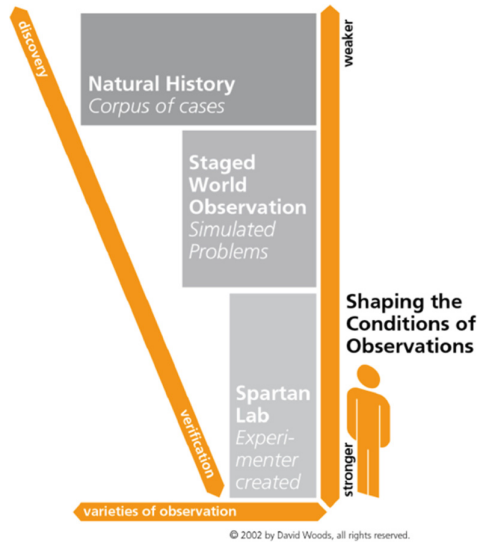 discovery
weaker
Natural History
Corpus of cases
Staged
World
Observation
Simulated
Problems
Shaping the
Conditions of
Observations
Spartan
Lab
Experi-
menter
created
verification
stronger
varieties of observation
© 2002 by David Woods, all rights reserved.